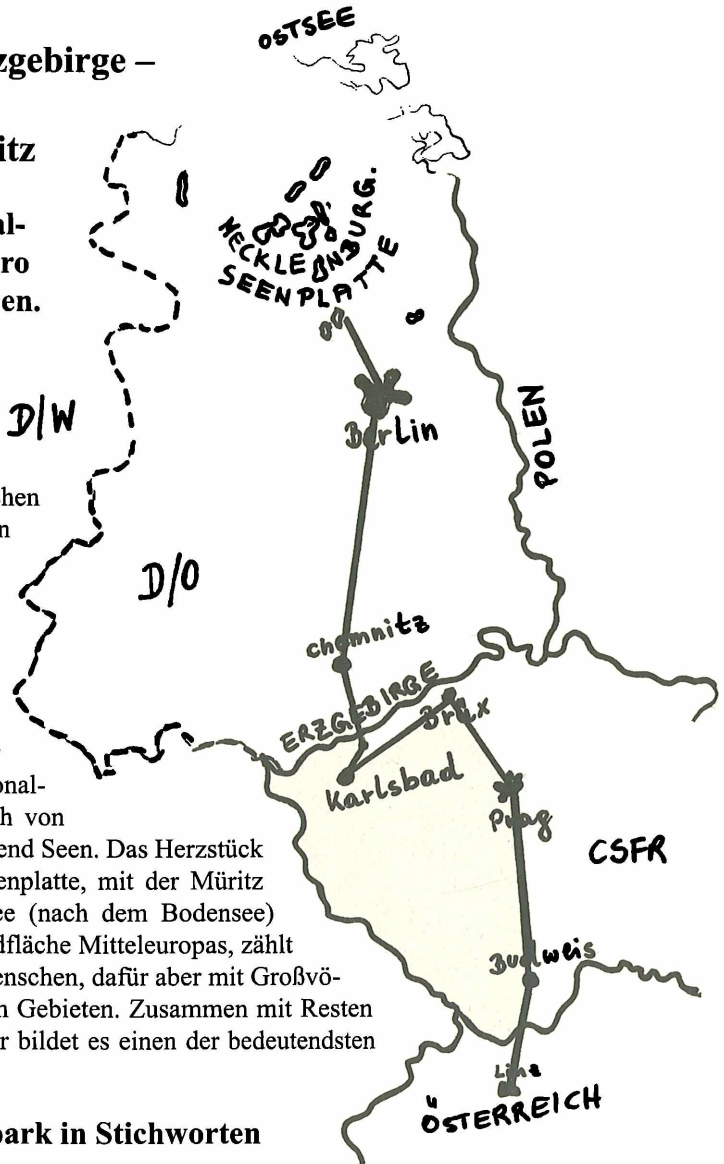 OSTSEE
zgebirge –
itz
al-
ro
en.
MECKLENBURG.
SEENPLATTE
D/W
Berlin
POLEN
hen
n
D/O
chemnitz
ERZGEBIRGE
Brüx
Karlsbad
onal-
h von
Prag
end Seen. Das Herzstück
CSFR
enplatte, mit der Müritz
ee (nach dem Bodensee)
dfläche Mitteleuropas, zählt
enschen, dafür aber mit Großvö-
Budweis
n Gebieten. Zusammen mit Resten
r bildet es einen der bedeutendsten
Linz
ÖSTERREICH
park in Stichworten